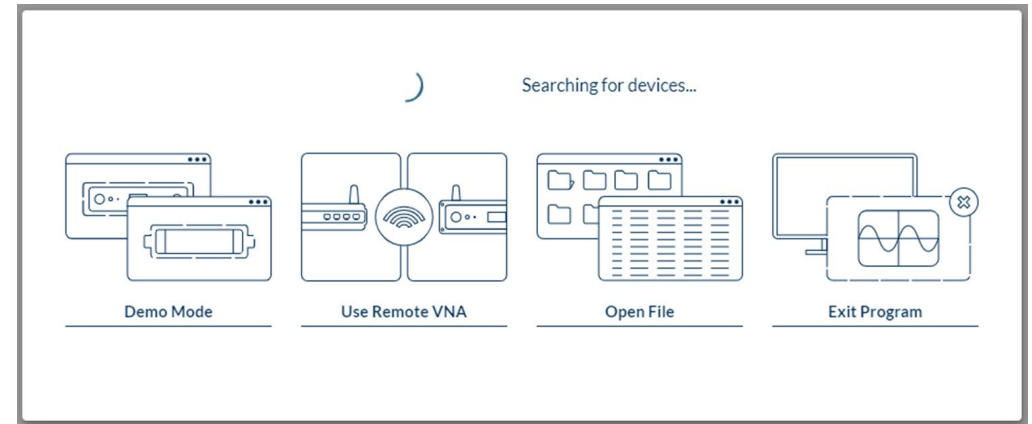 Searching for devices...
Demo Mode
Use Remote VNA
Open File
Exit Program